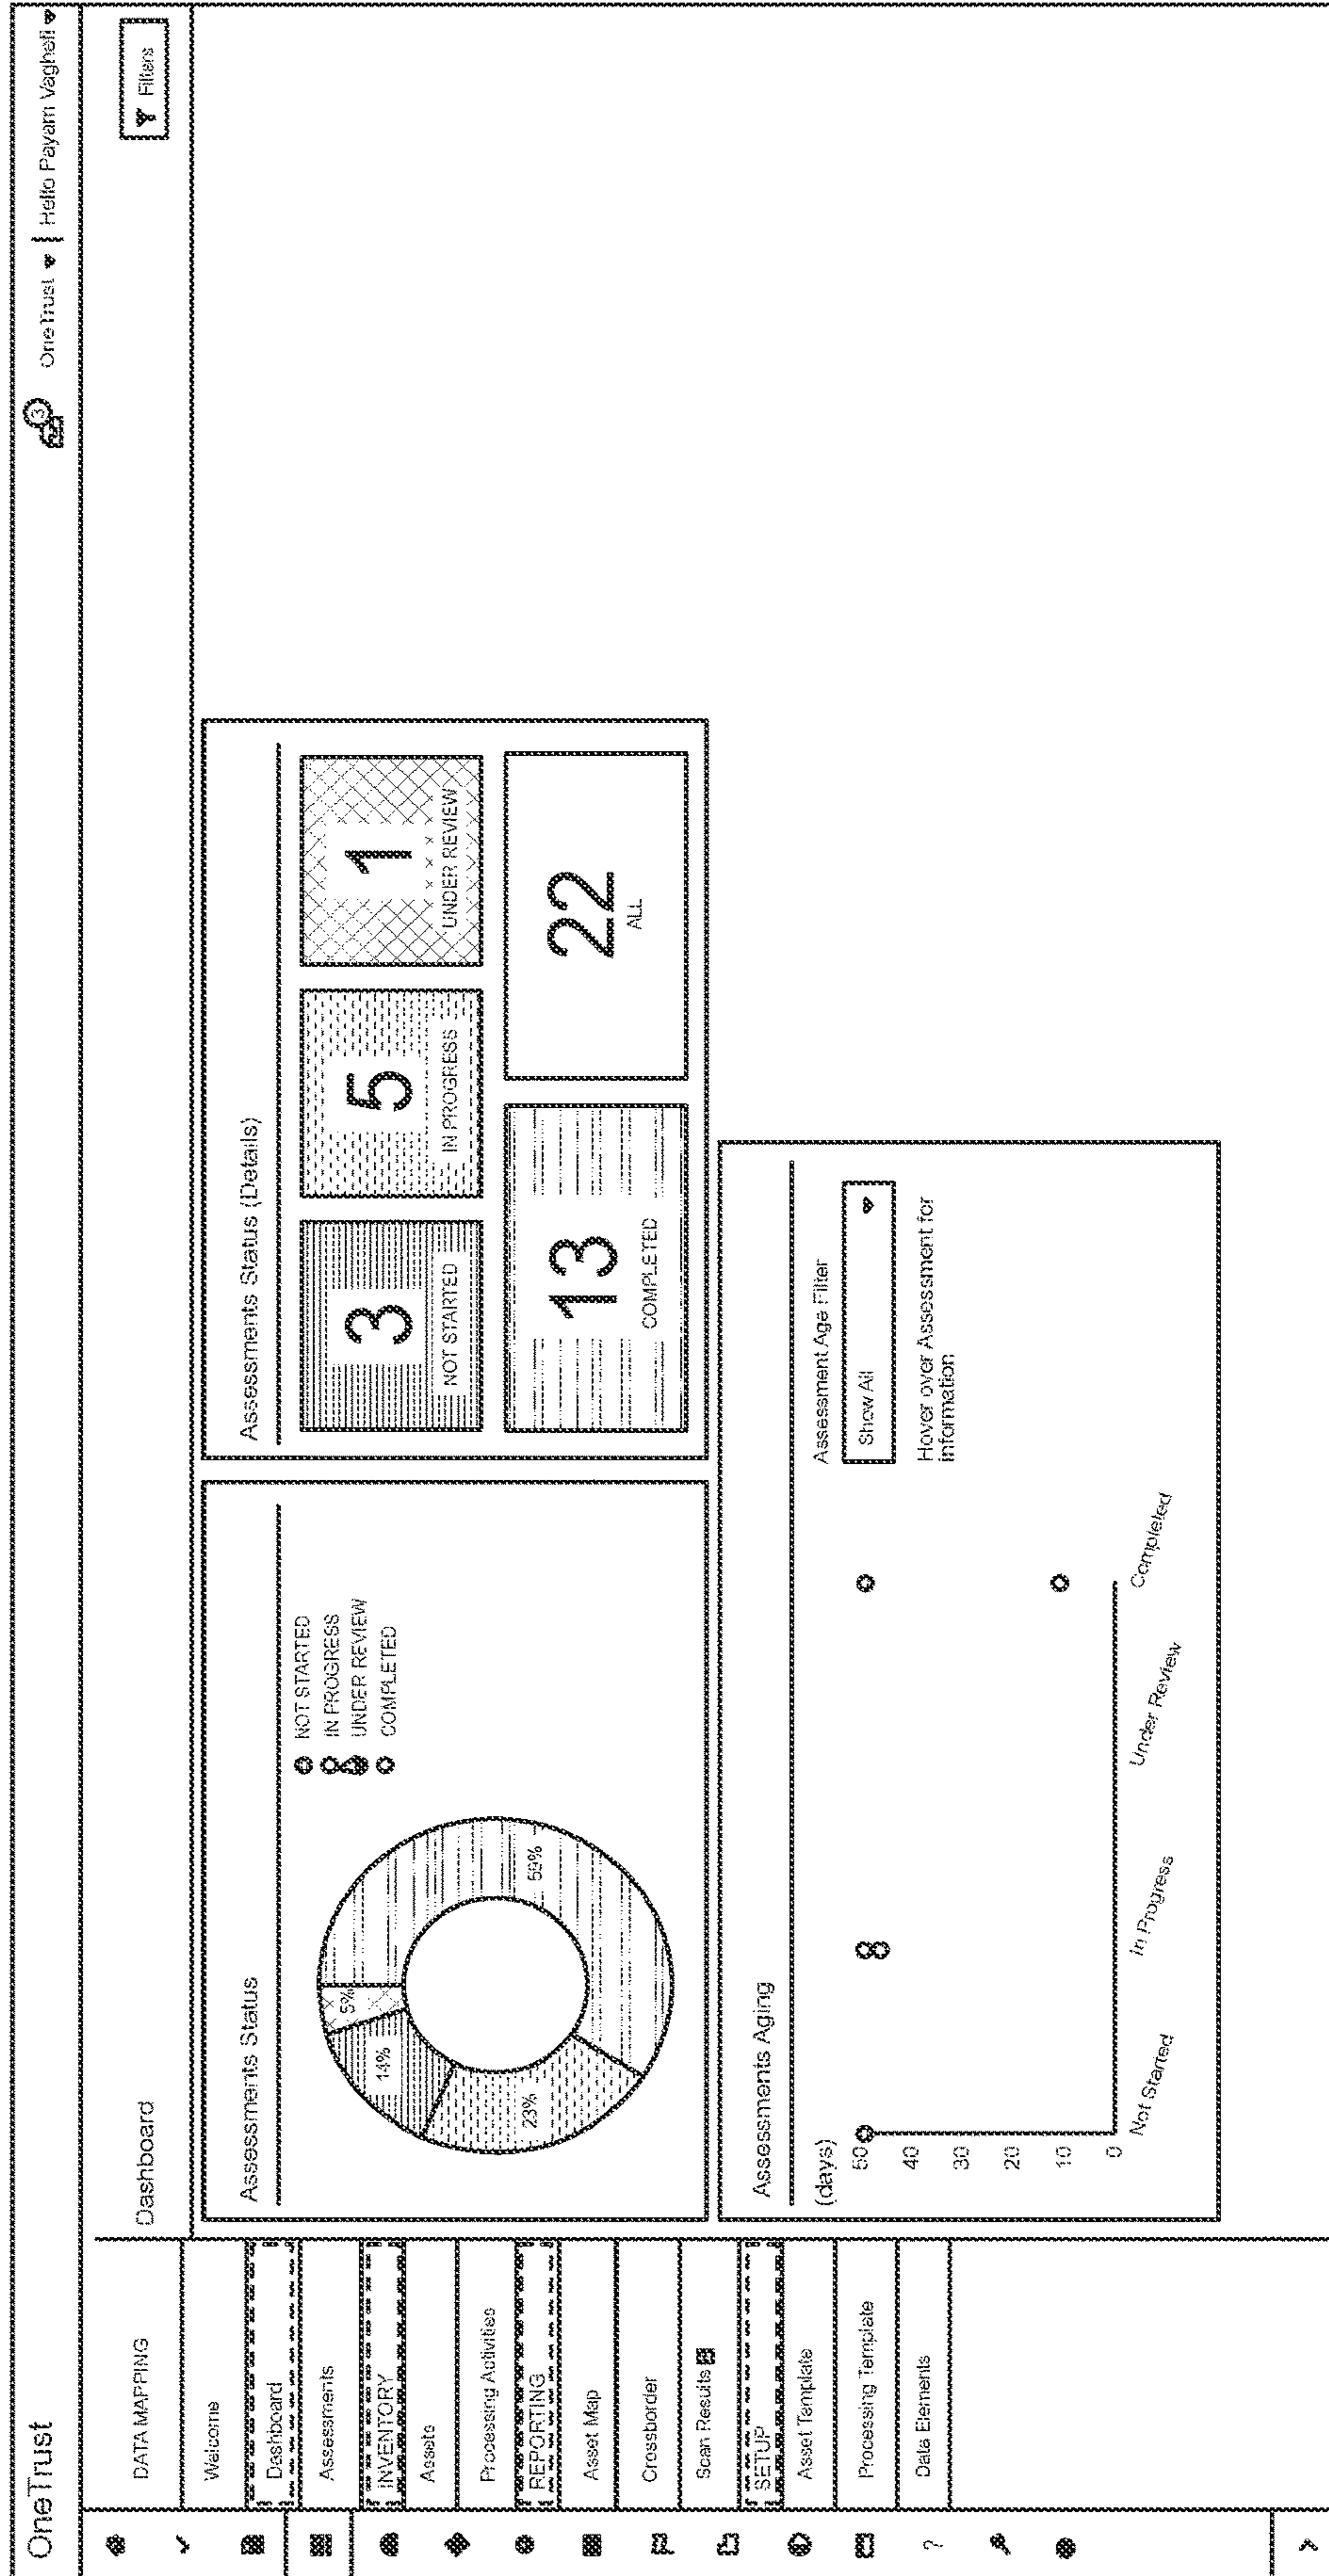 OneTrust
3
OneTrust
Hello Payam Vaghefi
DATA MAPPING
Welcome
Dashboard
Assessments
INVENTORY
Assets
Processing Activities
REPORTING
Asset Map
Crossborder
Scan Results
SETUP
Asset Template
Processing Template
Data Elements
?
Dashboard
Filters
Assessments Status
NOT STARTED
IN PROGRESS
UNDER REVIEW
COMPLETED
5%
14%
23%
59%
Assessments Status (Details)
3
NOT STARTED
5
IN PROGRESS
1
UNDER REVIEW
13
COMPLETED
22
ALL
Assessments Aging
(days)
50
40
30
20
10
0
Not Started
In Progress
Under Review
Completed
Assessment Age Filter
Show All
Hover over Assessment for
information